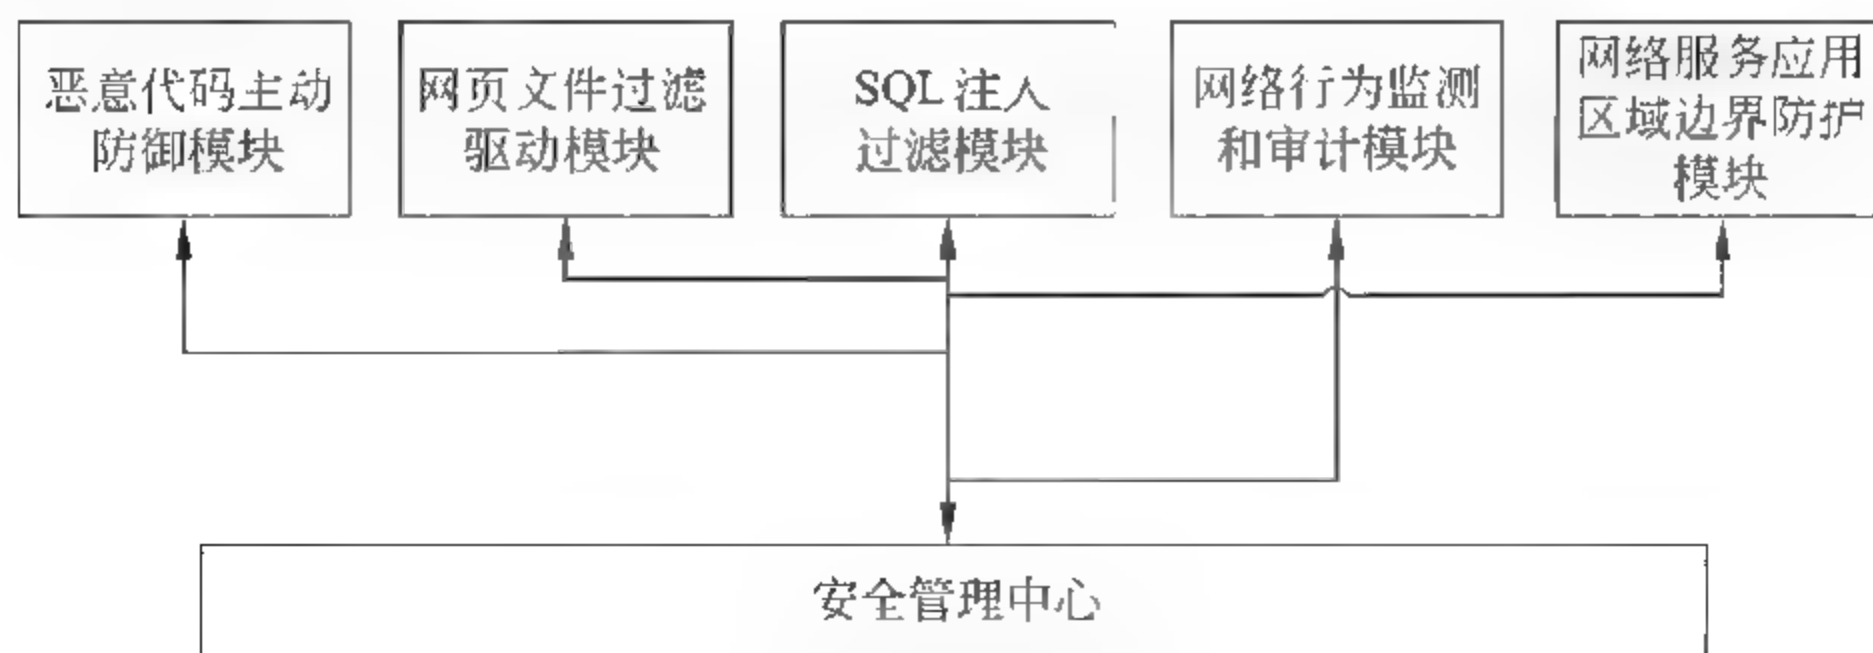 恶意代码主动
防御模块
网页文件过滤
驱动模块
SQL 注入
过滤模块
网络行为监测
和审计模块
网络服务应用
区域边界防护
模块
安全管理中心